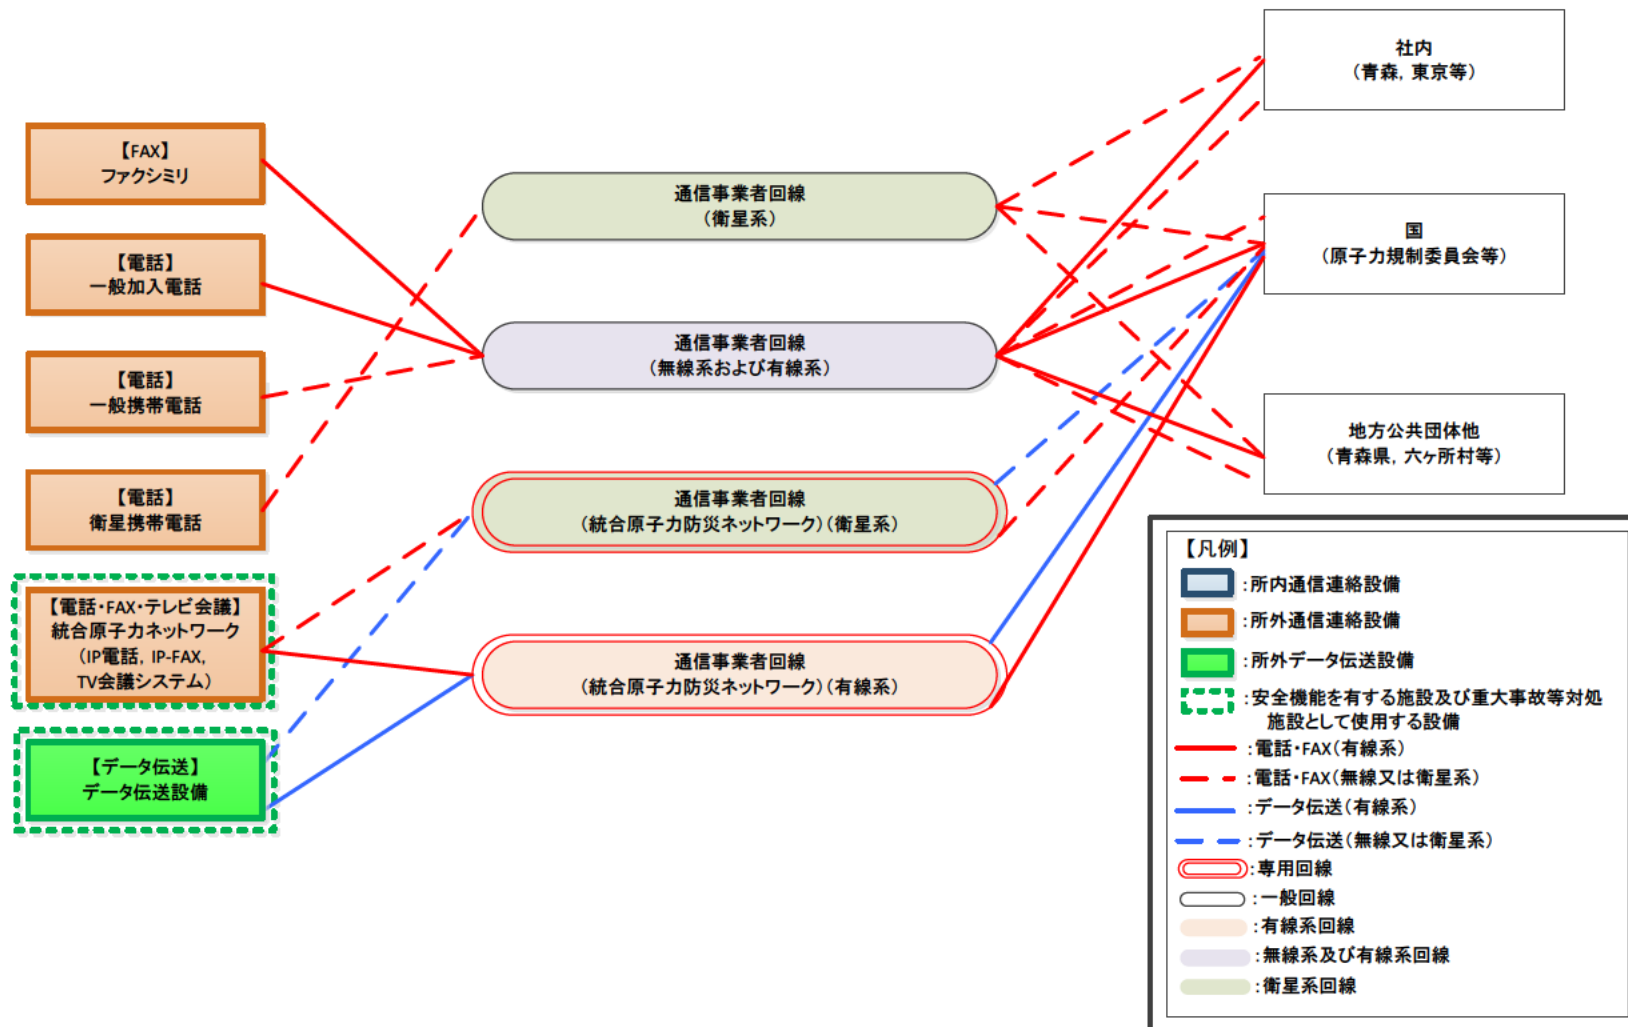 【FAX】
ファクシミリ
【電話】
一般加入電話
【電話】
一般携帯電話
【電話】
衛星携帯電話
【電話・FAX・テレビ会議】
統合原子力ネットワーク
（IP電話，IP-FAX，
TV会議システム）
【データ伝送】
データ伝送設備
通信事業者回線
（衛星系）
通信事業者回線
（無線系および有線系）
通信事業者回線
（統合原子力防災ネットワーク）（衛星系）
通信事業者回線
（統合原子力防災ネットワーク）（有線系）
社内
（青森，東京等）
国
（原子力規制委員会等）
地方公共団体他
（青森県，六ヶ所村等）
【凡例】
：所内通信連絡設備
：所外通信連絡設備
：所外データ伝送設備
：安全機能を有する施設及び重大事故等対処
施設として使用する設備
：電話・FAX（有線系）
：電話・FAX（無線又は衛星系）
：データ伝送（有線系）
：データ伝送（無線又は衛星系）
：専用回線
：一般回線
：有線系回線
：無線系及び有線系回線
：衛星系回線